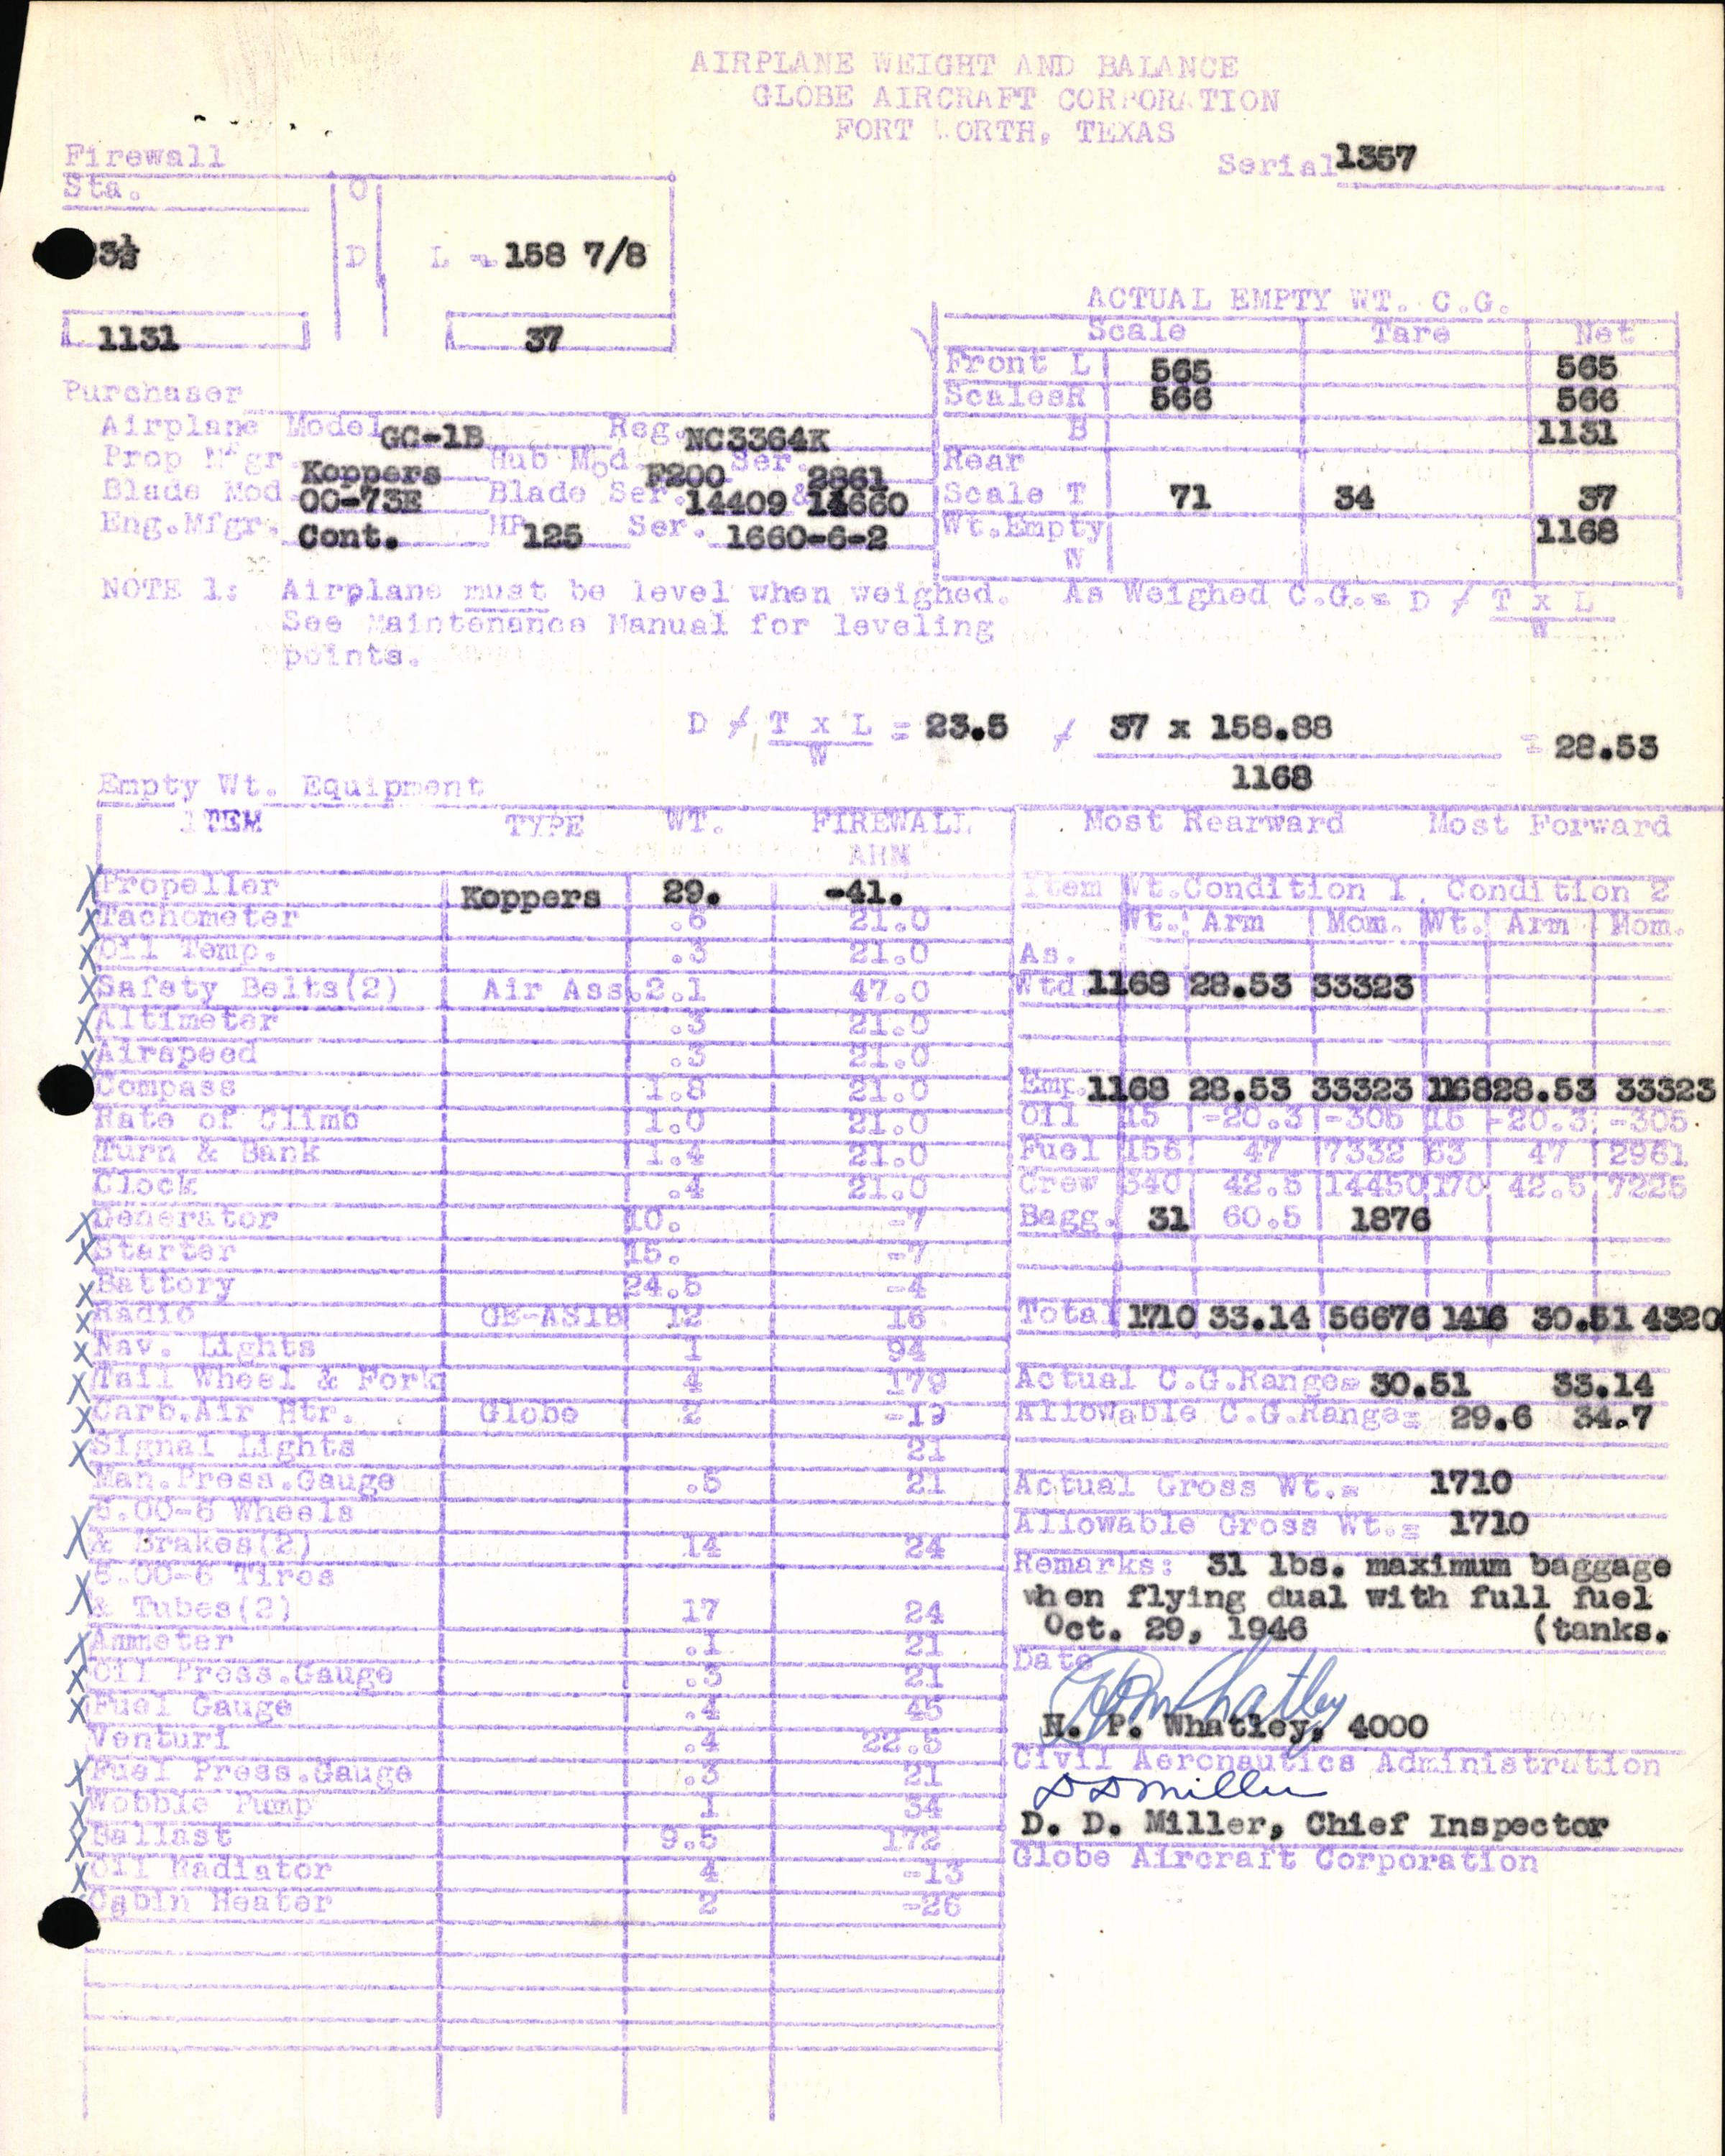 AIRPLANE WEIGHT AND BALANCE
GLOBE AIRCRAFT CORPORATION
FORT WORTH, TEXAS
Serial 1357
Firewall
Sta. O
3½ D L = 158 7/8
1131 37
ACTUAL EMPTY WT. C.G.
Scale Tare Net
Front L 565 565
Scales R 566 566
B 1131
Rear
Scale T 71 34 37
Wt.Empty 1168
W
Purchaser
Airplane Model GC-1B Reg. NC3364K
Prop Mfgr. Koppers Hub Mod. F200 Ser. 2861
Blade Mod. 00-73E Blade Ser. 14409 & 14660
Eng.Mfgr. Cont. HP 125 Ser. 1660-6-2
NOTE 1: Airplane must be level when weighed. As Weighed C.G.= D / T x L
See Maintenance Manual for leveling W
points.
D / T x L = 23.5 / 37 x 158.88 = 28.53
W 1168
Empty Wt. Equipment
ITEM TYPE WT. FIREWALL
ARM
X Propeller Koppers 29. -41.
X Tachometer 21.0
X Oil Temp. .3 21.0
X Safety Belts(2) Air Ass. 2.1 47.0
X Altimeter .3 21.0
X Airspeed .3 21.0
Compass 1.8 21.0
Rate of Climb 1.0 21.0
Turn & Bank 1.4 21.0
Clock .4 21.0
X Generator 10. -7
X Starter 15. -7
X Battery 24.5 -4
X Radio GE-AS1B 12 16
X Nav. Lights 1 94
X Tail Wheel & Fork 4 179
X Carb.Air Htr. Globe 2 -19
X Signal Lights 21
Man.Press.Gauge .5 21
6.00-6 Wheels
X & Brakes(2) 14 24
6.00-6 Tires
X & Tubes(2) 17 24
X Ammeter .1 21
X Oil Press.Gauge .3 21
X Fuel Gauge .4 45
Venturi .4 22.5
X Fuel Press.Gauge .3 21
X Wobble Pump 1 34
X Ballast 9.5 172
X Oil Radiator 4 -13
Cabin Heater 2 -26
Most Rearward Most Forward
Item Wt.Condition 1. Condition 2
Wt. Arm Mom. Wt. Arm Mom.
As.
Wtd. 1168 28.53 33323
Emp. 1168 28.53 33323 1168 28.53 33323
Oil 15 -20.3 -305 15 -20.3 -305
Fuel 156 47 7332 63 47 2961
Crew 340 42.5 14450 170 42.5 7225
Bagg. 31 60.5 1876
Total 1710 33.14 56676 1416 30.51 4320
Actual C.G.Range= 30.51 33.14
Allowable C.G.Range= 29.6 34.7
Actual Gross Wt.= 1710
Allowable Gross Wt.= 1710
Remarks: 31 lbs. maximum baggage
when flying dual with full fuel
Oct. 29, 1946 (tanks.
Date
H. P. Whatley, 4000
Civil Aeronautics Administration
D D Miller
D. D. Miller, Chief Inspector
Globe Aircraft Corporation